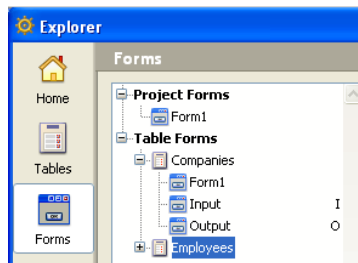 Explorer
Forms
Home
Tables
Forms
Project Forms
Form1
Table Forms
Companies
Form1
Input I
Output O
Employees